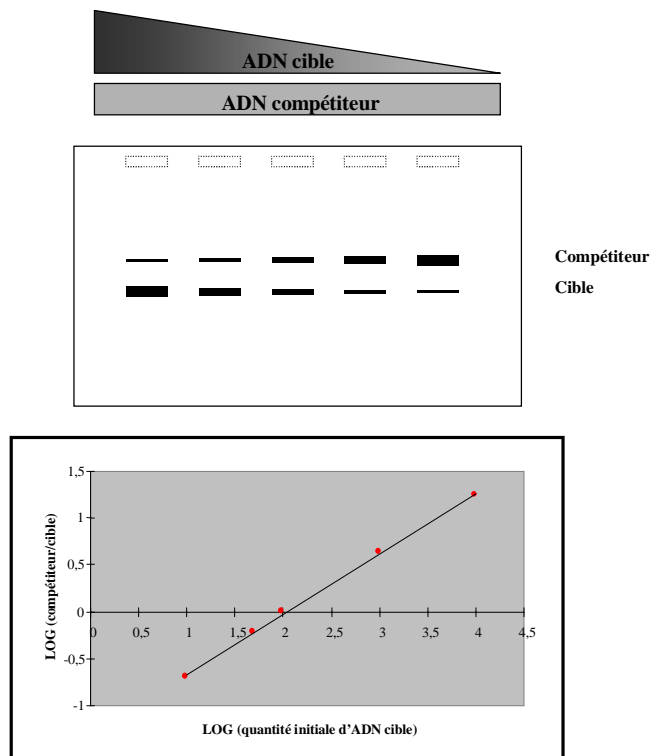 ADN cible
ADN compétiteur
Compétiteur
Cible
1,5
1
0,5
0
-0,5
-1
0 0,5 1 1,5 2 2,5 3 3,5 4 4,5
LOG (compétiteur/cible)
LOG (quantité initiale d'ADN cible)